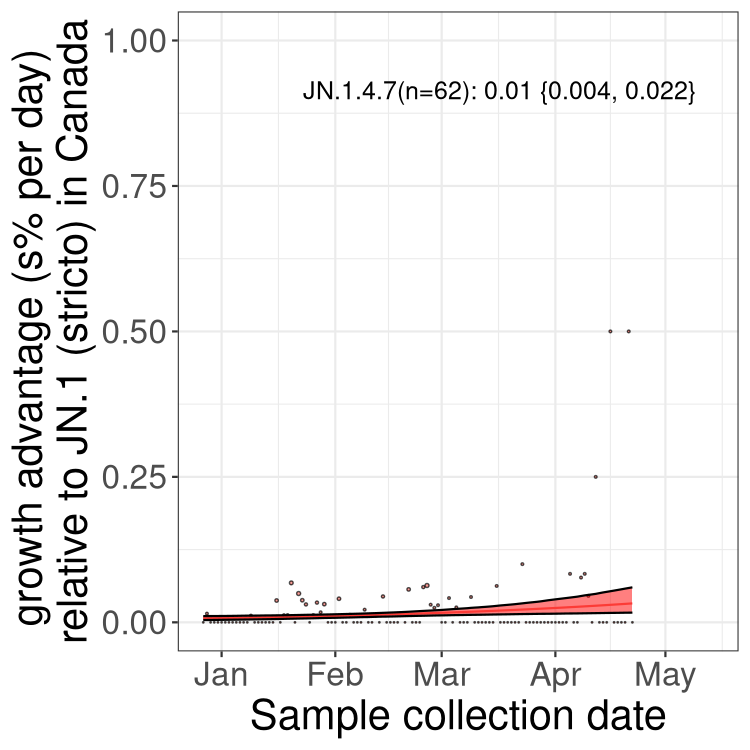 growth advantage (s% per day)
relative to JN.1 (stricto) in Canada
1.00
0.75
0.50
0.25
0.00
JN.1.4.7(n=62): 0.01 {0.004, 0.022}
Jan Feb Mar Apr May
Sample collection date